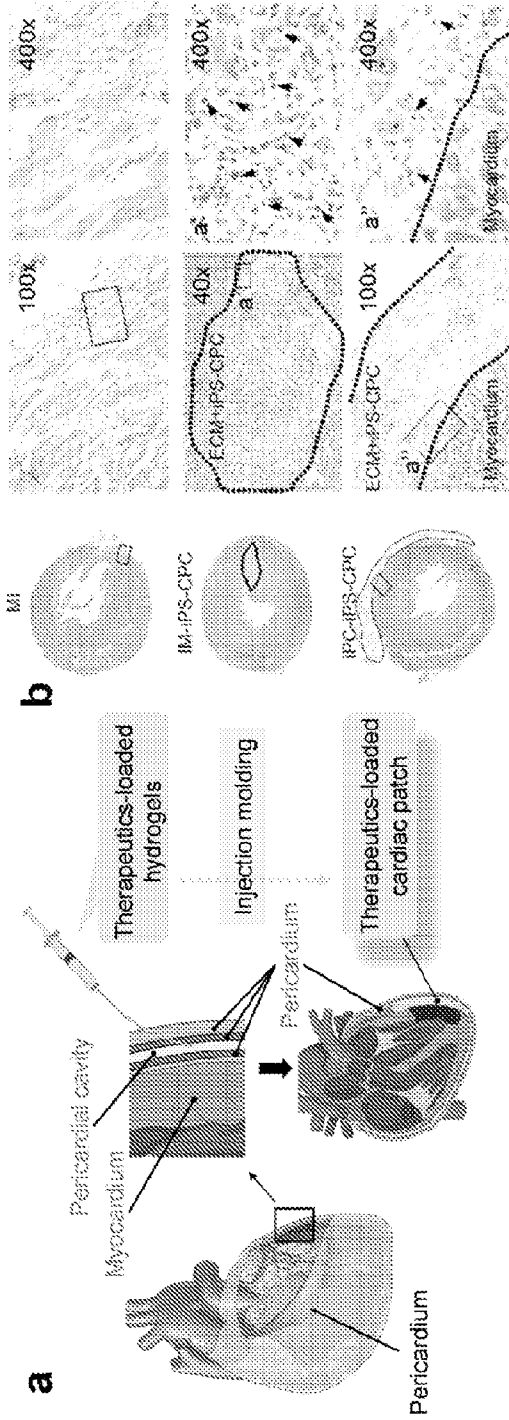 a
Pericardial cavity
Myocardium
Therapeutics-loaded
hydrogels
Injection molding
Pericardium
Pericardium
Therapeutics-loaded
cardiac patch
b
MI
100x
400x
IM-iPS-CPC
ECM+iPS-CPC
a'
40x
a'
400x
IPC-iPS-CPC
ECM+iPS-CPC
100x
a''
Myocardium
400x
a''
Myocardium